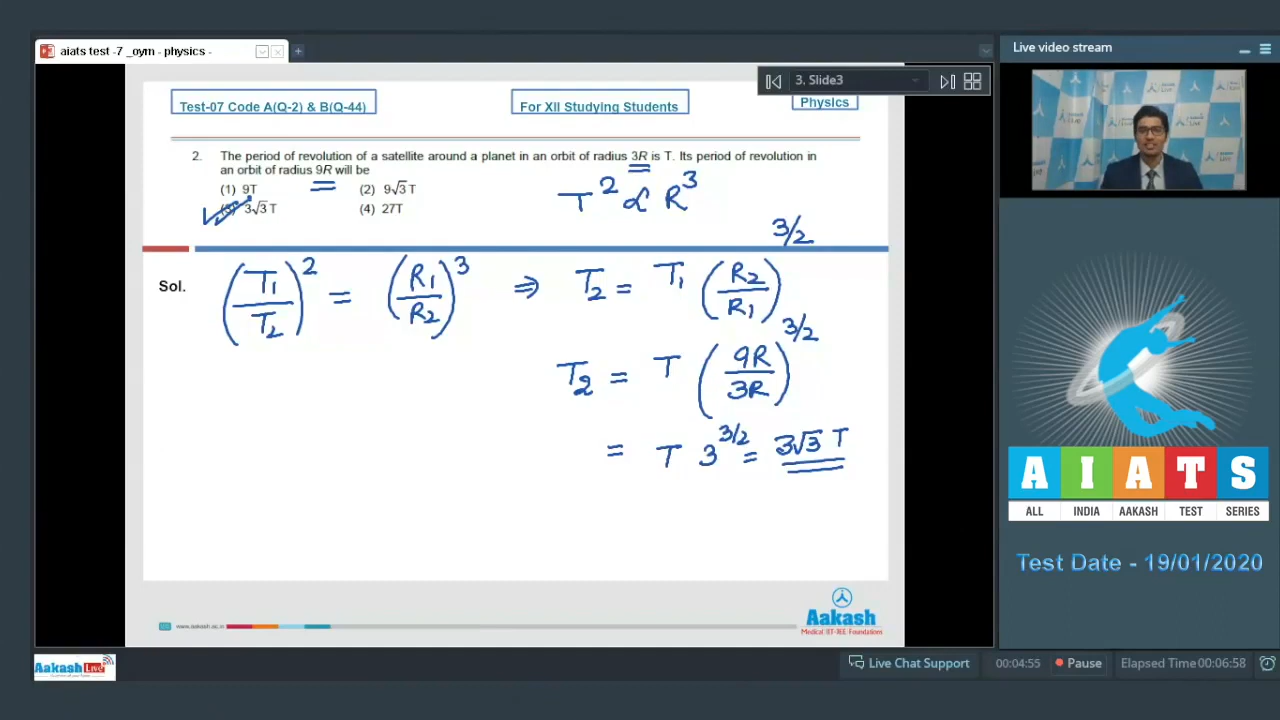 aiats test -7 _oym - physics -
Live video stream
3. Slide3
Test-07 Code A(Q-2) & B(Q-44)
For XII Studying Students
Physics
2. The period of revolution of a satellite around a planet in an orbit of radius 3R is T. Its period of revolution in
an orbit of radius 9R will be
(1) 9T (2) 9√3 T
(3) 3√3 T (4) 27T
T² ∝ R³
Sol.
(T₁/T₂)² = (R₁/R₂)³ ⇒ T₂ = T₁ (R₂/R₁)^3/2
T₂ = T (9R/3R)^3/2
= T 3^3/2 = 3√3 T
www.aakash.ac.in
Aakash
Medical IIT-JEE Foundations
A I A T S
ALL INDIA AAKASH TEST SERIES
Test Date - 19/01/2020
Aakash Live
Live Chat Support
00:04:55
Pause
Elapsed Time 00:06:58